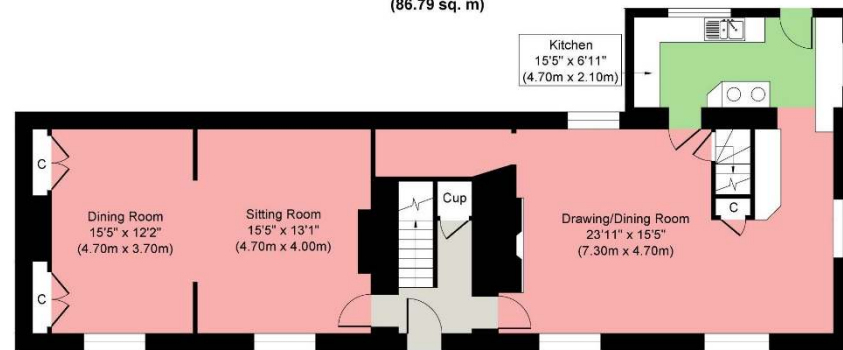 (86.79 sq. m)
Kitchen
15'5" x 6'11"
(4.70m x 2.10m)
C
Cup
Dining Room
15'5" x 12'2"
(4.70m x 3.70m)
Sitting Room
15'5" x 13'1"
(4.70m x 4.00m)
Drawing/Dining Room
23'11" x 15'5"
(7.30m x 4.70m)
C
C